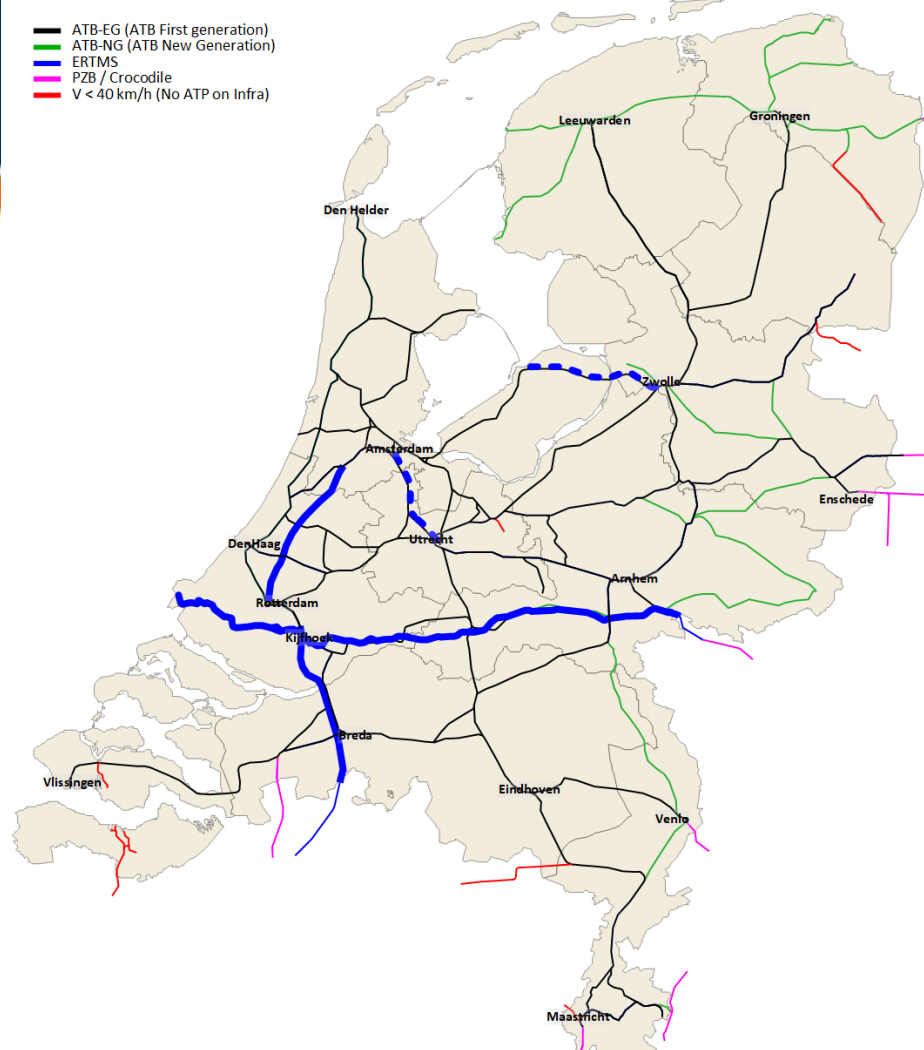 ATB-EG (ATB First generation)
ATB-NG (ATB New Generation)
ERTMS
PZB / Crocodile
V < 40 km/h (No ATP on Infra)
Leeuwarden
Groningen
Den Helder
Zwolle
Amsterdam
Enschede
Utrecht
DenHaag
Arnhem
Rotterdam
Kijfhoek
Breda
Vlissingen
Eindhoven
Venlo
Maastricht